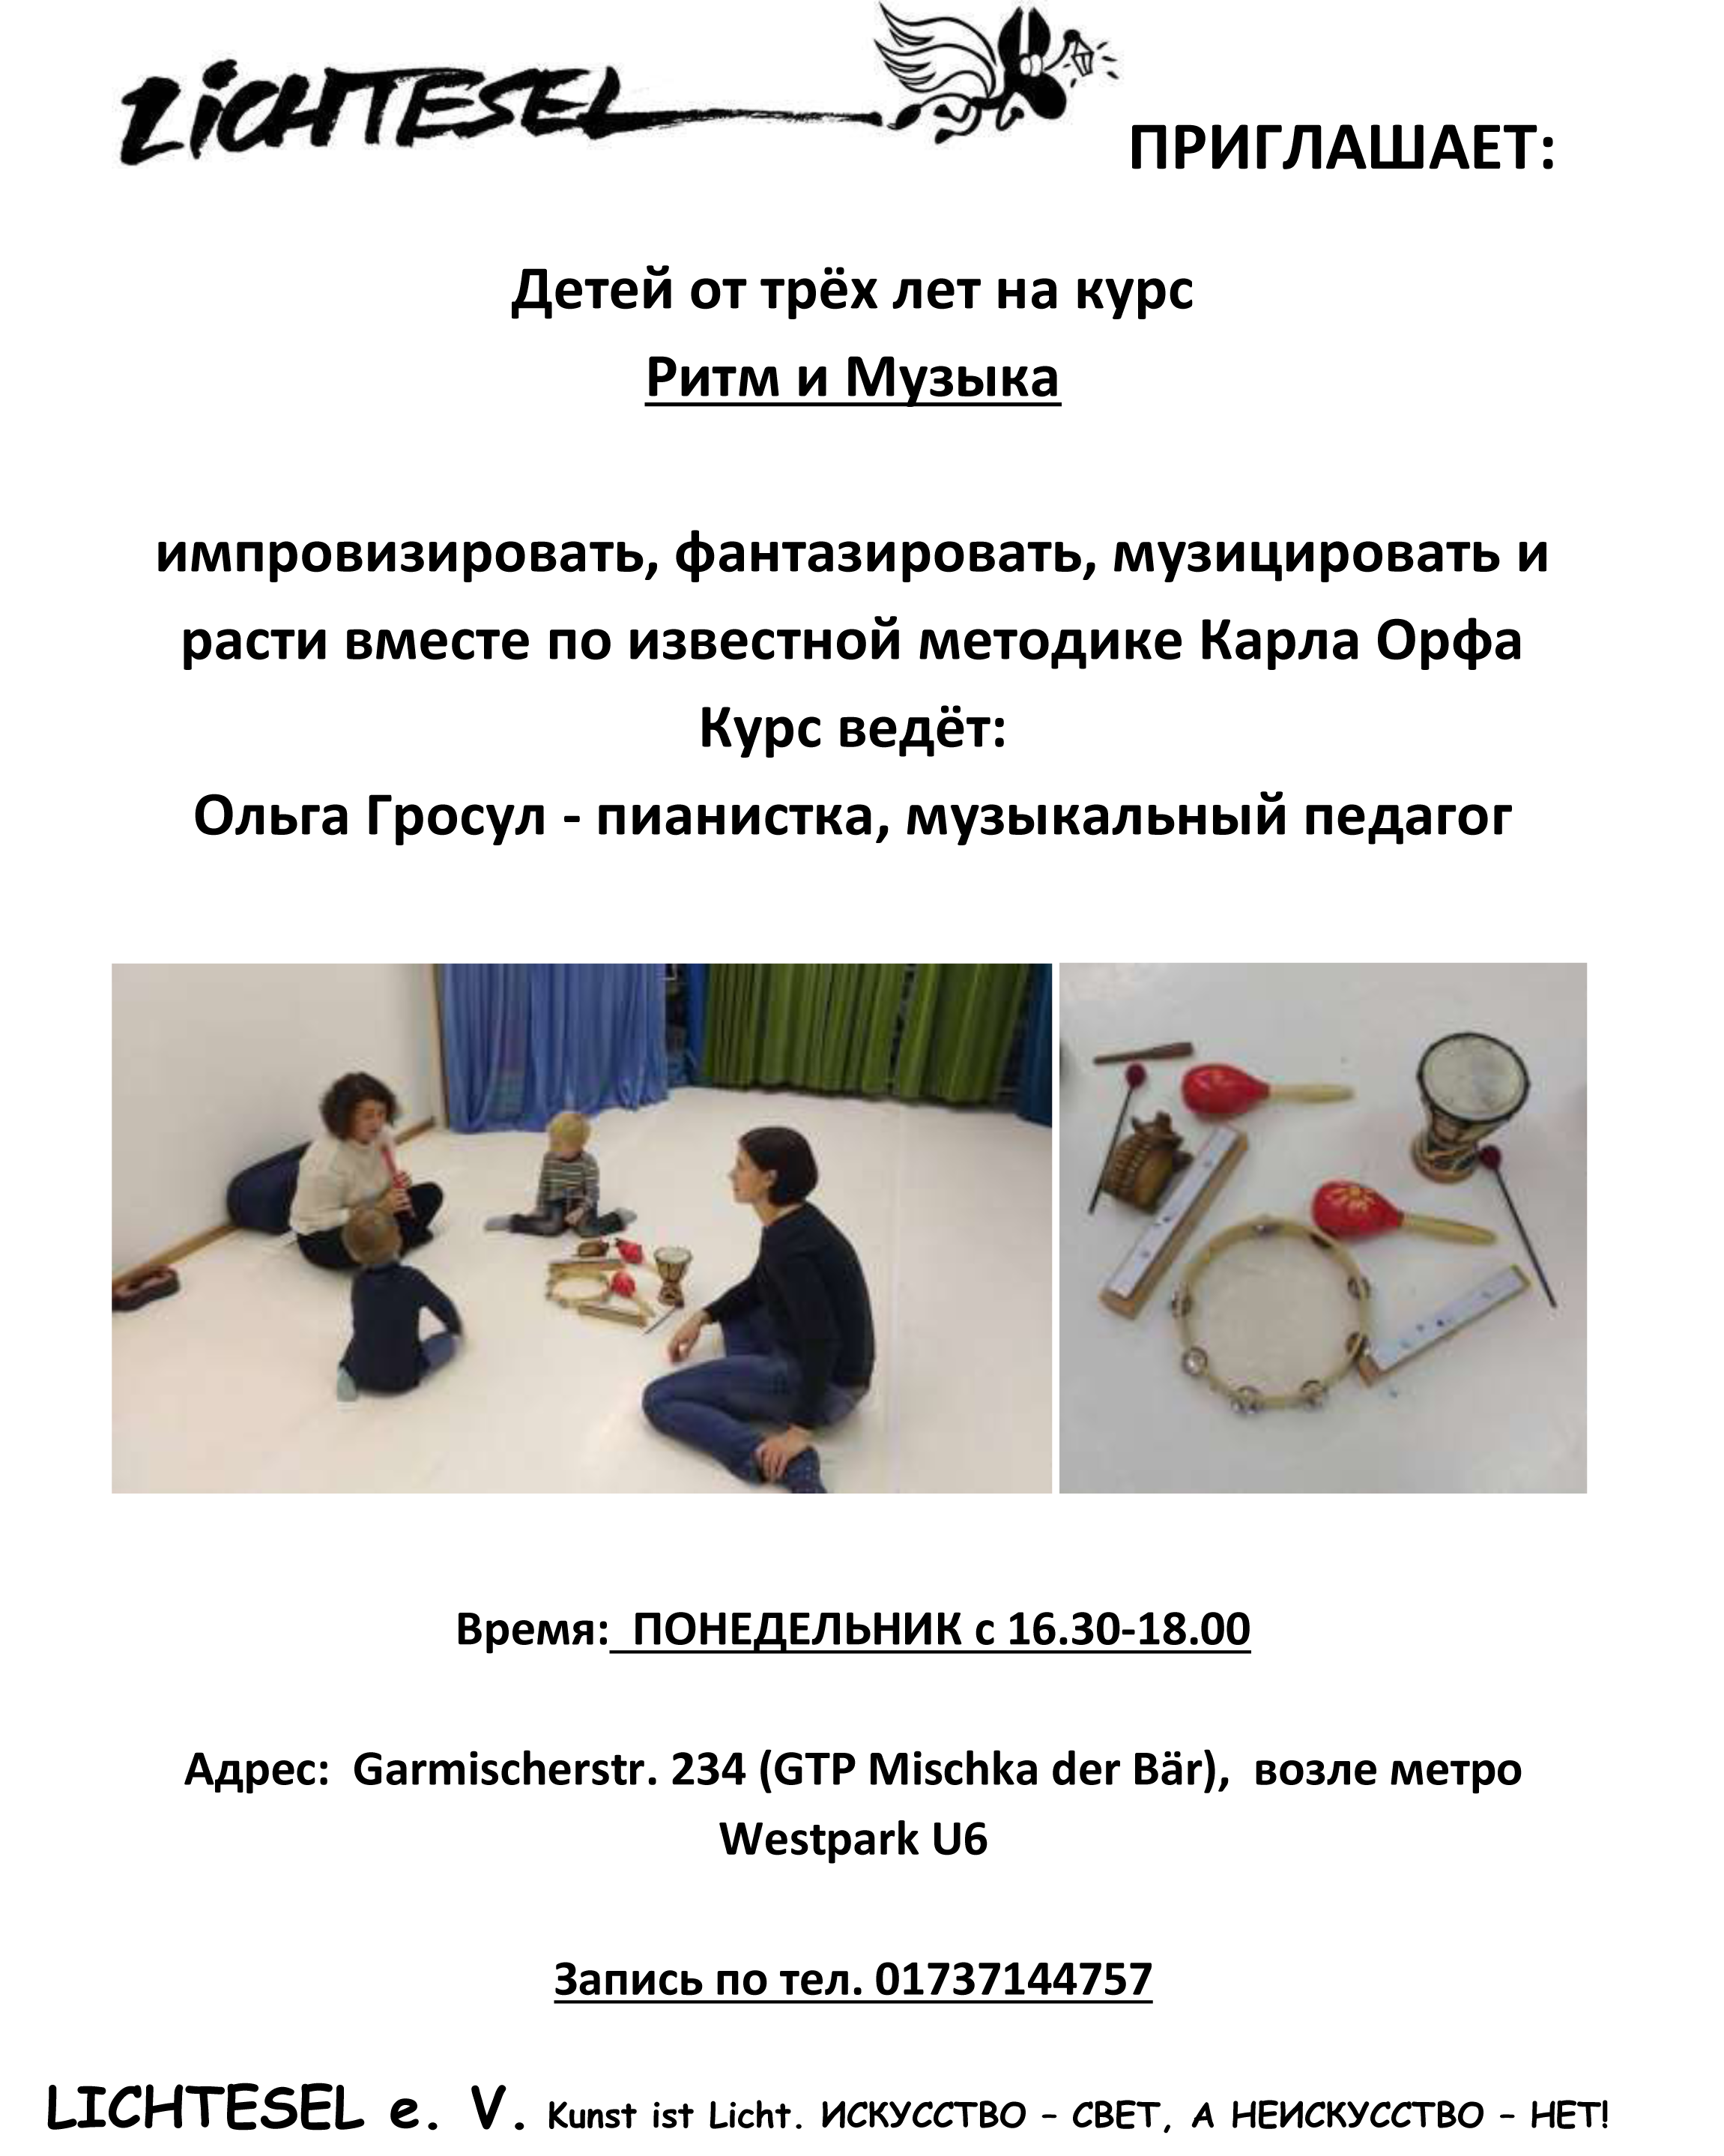 LiCHTESEL ПРИГЛАШАЕТ:
Детей от трёх лет на курс
Ритм и Музыка
импровизировать, фантазировать, музицировать и
расти вместе по известной методике Карла Орфа
Курс ведёт:
Ольга Гросул - пианистка, музыкальный педагог
Время: ПОНЕДЕЛЬНИК с 16.30-18.00
Адрес: Garmischerstr. 234 (GTP Mischka der Bär), возле метро
Westpark U6
Запись по тел. 01737144757
LICHTESEL e. V. Kunst ist Licht. ИСКУССТВО – СВЕТ, А НЕИСКУССТВО – НЕТ!